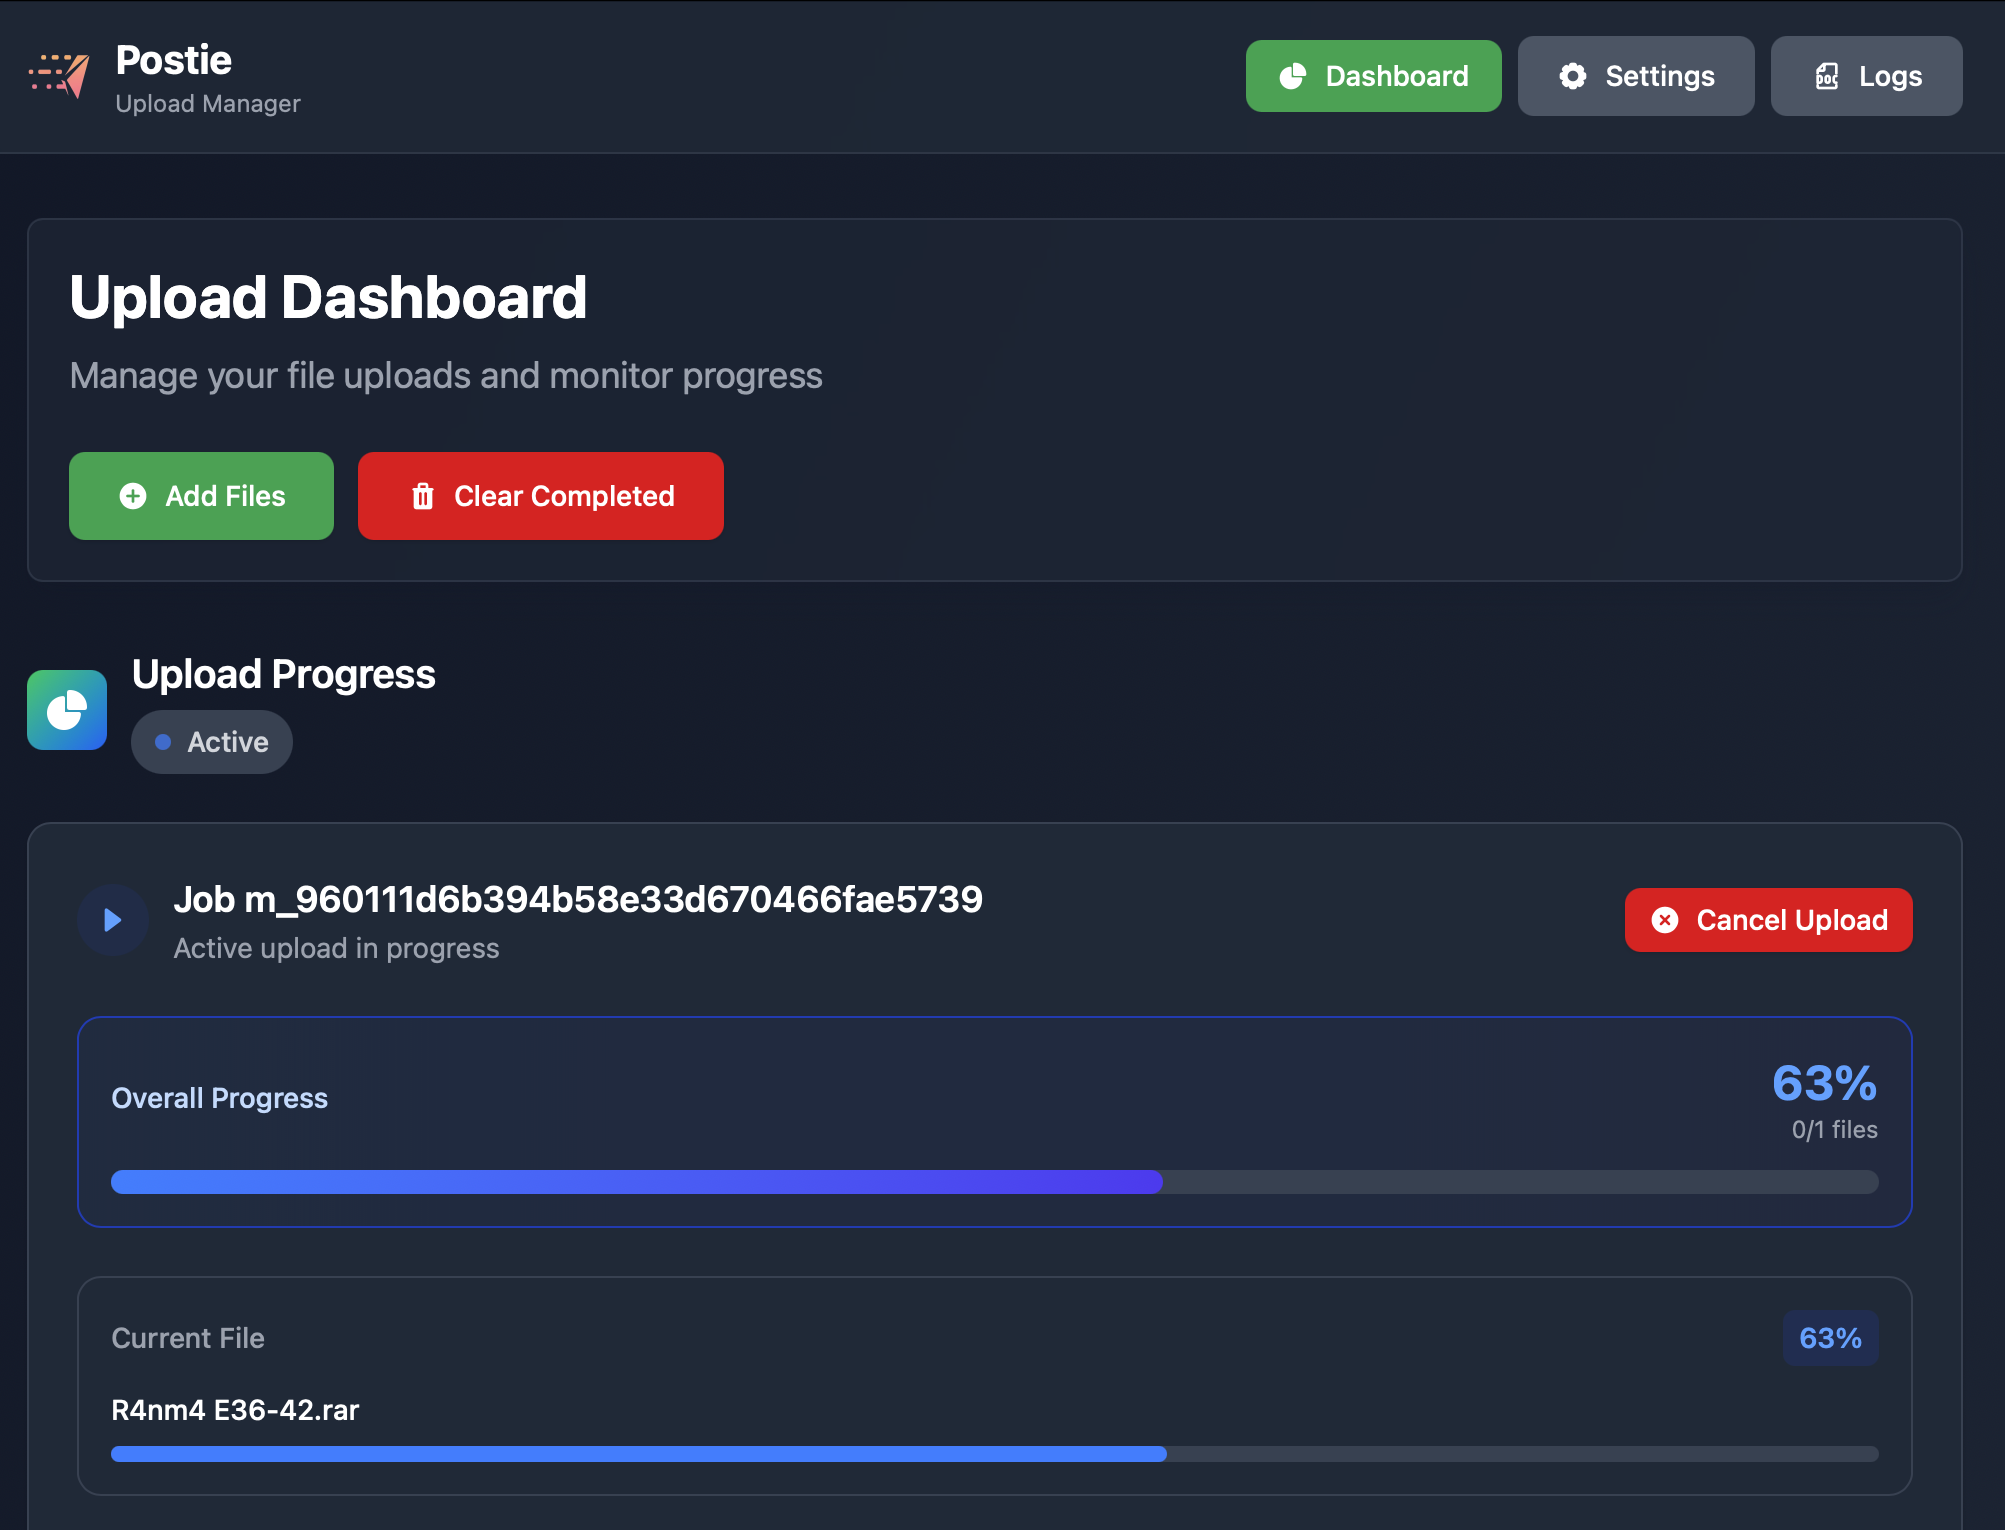 Postie
Upload Manager
Dashboard
Settings
Logs
Upload Dashboard
Manage your file uploads and monitor progress
Add Files
Clear Completed
Upload Progress
Active
Job m_960111d6b394b58e33d670466fae5739
Active upload in progress
Cancel Upload
Overall Progress
63%
0/1 files
Current File
63%
R4nm4 E36-42.rar